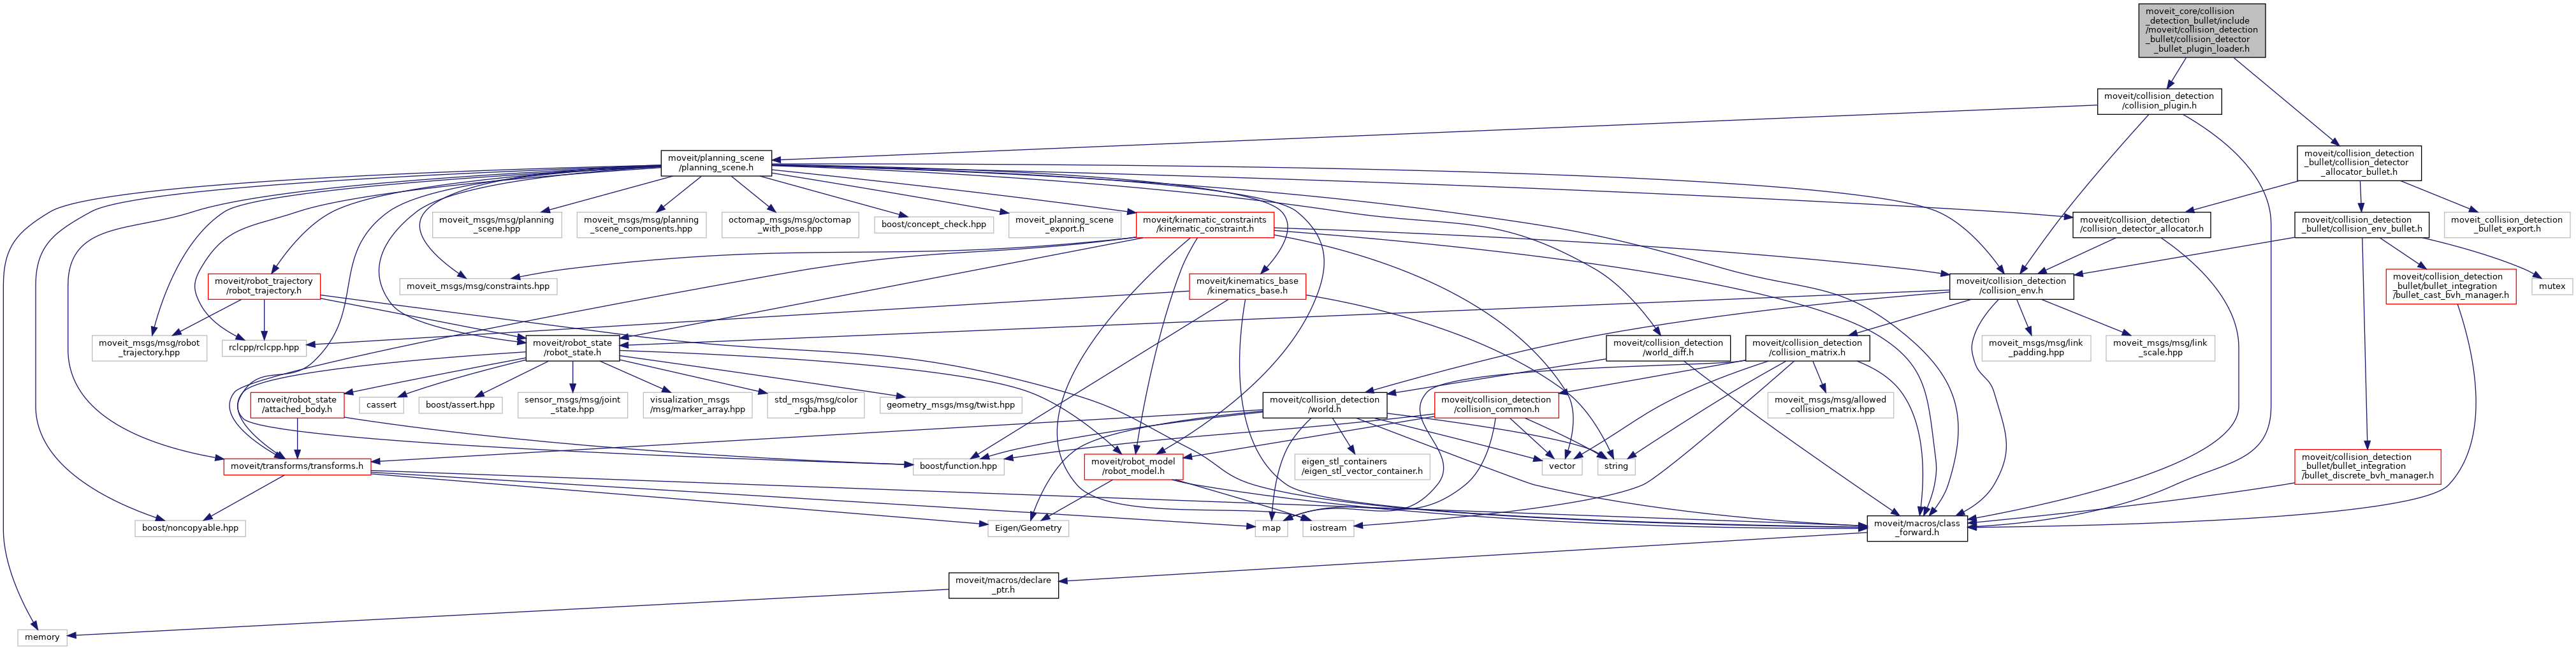 moveit_core/collision
_detection_bullet/include
/moveit/collision_detection
_bullet/collision_detector
_bullet_plugin_loader.h
moveit/collision_detection
/collision_plugin.h
moveit/planning_scene
/planning_scene.h
moveit/collision_detection
_bullet/collision_detector
_allocator_bullet.h
moveit_msgs/msg/planning
_scene.hpp
moveit_msgs/msg/planning
_scene_components.hpp
octomap_msgs/msg/octomap
_with_pose.hpp
boost/concept_check.hpp
moveit_planning_scene
_export.h
moveit/kinematic_constraints
/kinematic_constraint.h
moveit/collision_detection
/collision_detector_allocator.h
moveit/collision_detection
_bullet/collision_env_bullet.h
moveit_collision_detection
_bullet_export.h
moveit/robot_trajectory
/robot_trajectory.h
moveit_msgs/msg/constraints.hpp
moveit/kinematics_base
/kinematics_base.h
moveit/collision_detection
/collision_env.h
moveit/collision_detection
_bullet/bullet_integration
/bullet_cast_bvh_manager.h
mutex
moveit_msgs/msg/robot
_trajectory.hpp
rclcpp/rclcpp.hpp
moveit/robot_state
/robot_state.h
moveit/collision_detection
/world_diff.h
moveit/collision_detection
/collision_matrix.h
moveit_msgs/msg/link
_padding.hpp
moveit_msgs/msg/link
_scale.hpp
moveit/robot_state
/attached_body.h
cassert
boost/assert.hpp
sensor_msgs/msg/joint
_state.hpp
visualization_msgs
/msg/marker_array.hpp
std_msgs/msg/color
_rgba.hpp
geometry_msgs/msg/twist.hpp
moveit/collision_detection
/world.h
moveit/collision_detection
/collision_common.h
moveit_msgs/msg/allowed
_collision_matrix.hpp
moveit/transforms/transforms.h
boost/function.hpp
moveit/robot_model
/robot_model.h
eigen_stl_containers
/eigen_stl_vector_container.h
vector
string
moveit/collision_detection
_bullet/bullet_integration
/bullet_discrete_bvh_manager.h
boost/noncopyable.hpp
Eigen/Geometry
map
iostream
moveit/macros/class
_forward.h
moveit/macros/declare
_ptr.h
memory